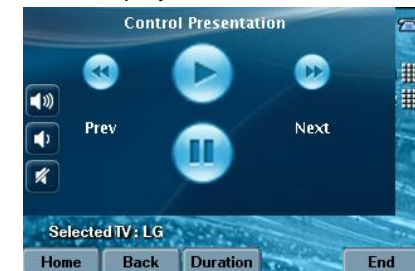 Control Presentation
Prev
Next
Selected TV : LG
Home
Back
Duration
End